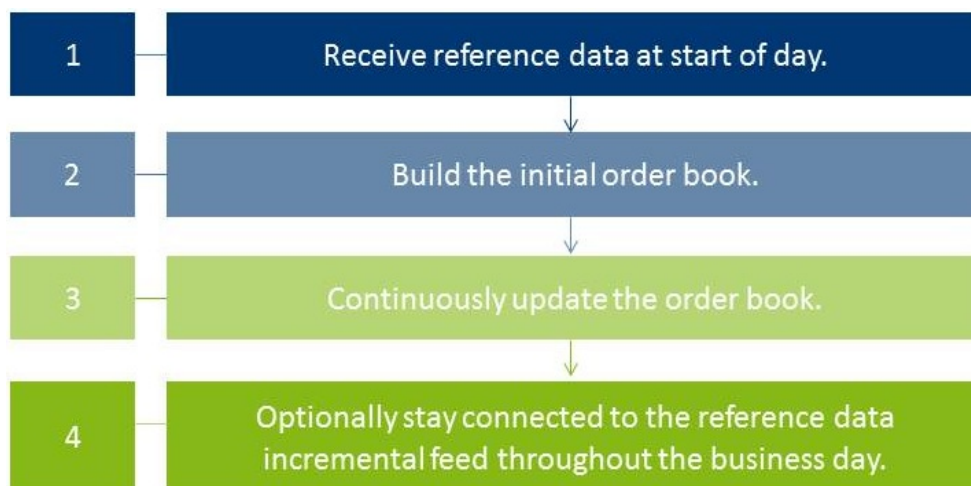 1
Receive reference data at start of day.
2
Build the initial order book.
3
Continuously update the order book.
4
Optionally stay connected to the reference data
incremental feed throughout the business day.